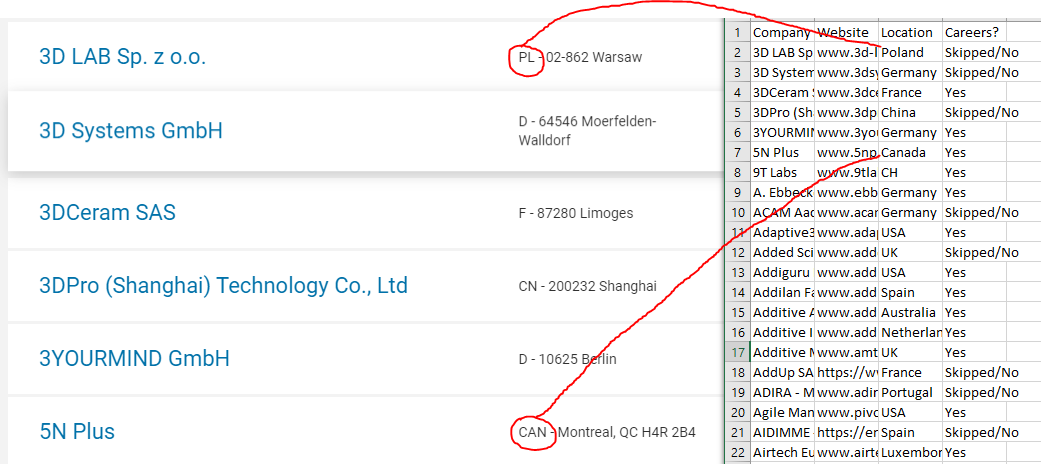 3D LAB Sp. z o.o.
PL - 02-862 Warsaw
3D Systems GmbH
D - 64546 Moerfelden-
Walldorf
3DCeram SAS
F - 87280 Limoges
3DPro (Shanghai) Technology Co., Ltd
CN - 200232 Shanghai
3YOURMIND GmbH
D - 10625 Berlin
5N Plus
CAN - Montreal, QC H4R 2B4
1 Company Website Location Careers?
2 3D LAB Sp www.3d-l Poland Skipped/No
3 3D System www.3dsy Germany Skipped/No
4 3DCeram S www.3dce France Yes
5 3DPro (Sh www.3dp China Skipped/No
6 3YOURMIN www.3you Germany Yes
7 5N Plus www.5np Canada Yes
8 9T Labs www.9tla CH Yes
9 A. Ebbeck www.ebb Germany Yes
10 ACAM Aac www.acar Germany Skipped/No
11 Adaptive3 www.ada USA Yes
12 Added Sci www.add UK Skipped/No
13 Addiguru www.add USA Yes
14 Addilan Fa www.add Spain Yes
15 Additive A www.add Australia Yes
16 Additive I www.add Netherlan Yes
17 Additive M www.amt UK Yes
18 AddUp SA https://w France Skipped/No
19 ADIRA - M www.adir Portugal Skipped/No
20 Agile Man www.pivo USA Yes
21 AIDIMME https://er Spain Skipped/No
22 Airtech Eu www.airte Luxembor Yes